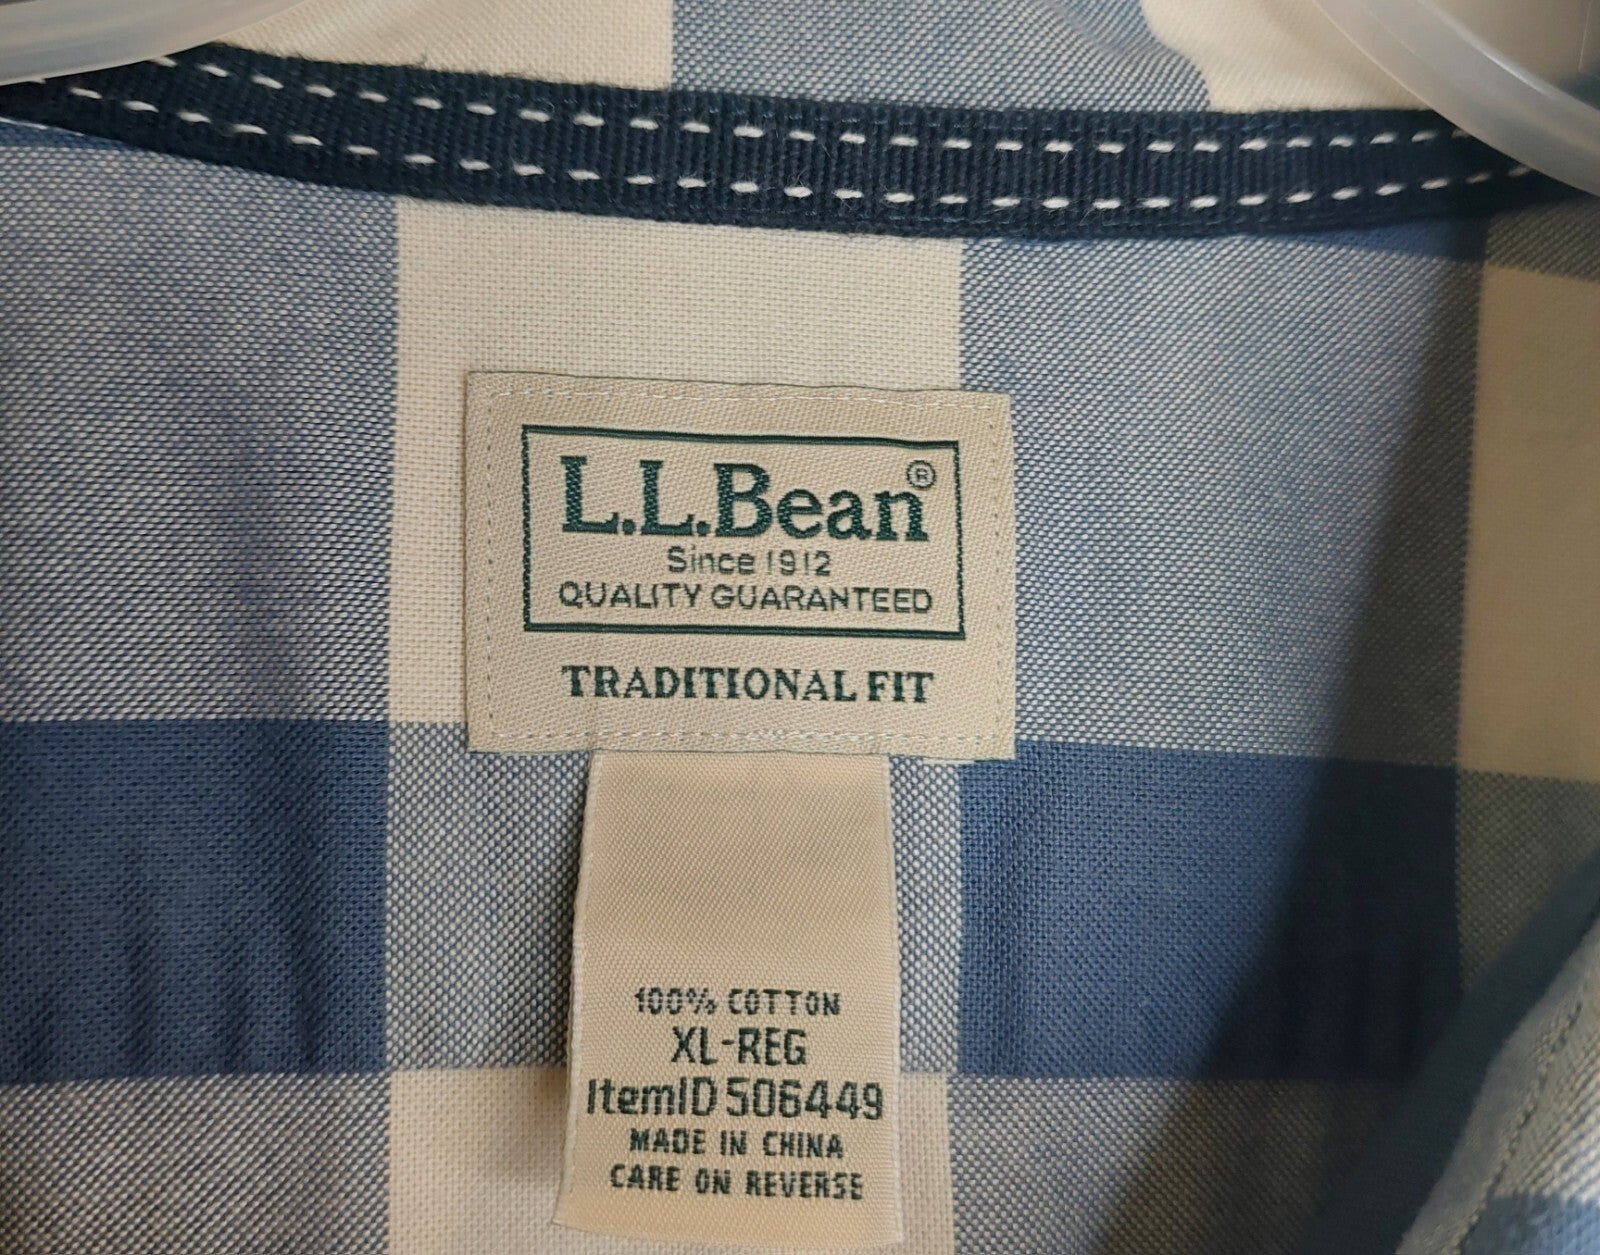 L.L.Bean®
Since 1912
QUALITY GUARANTEED
TRADITIONAL FIT
100% COTTON
XL-REG
ItemID 506449
MADE IN CHINA
CARE ON REVERSE